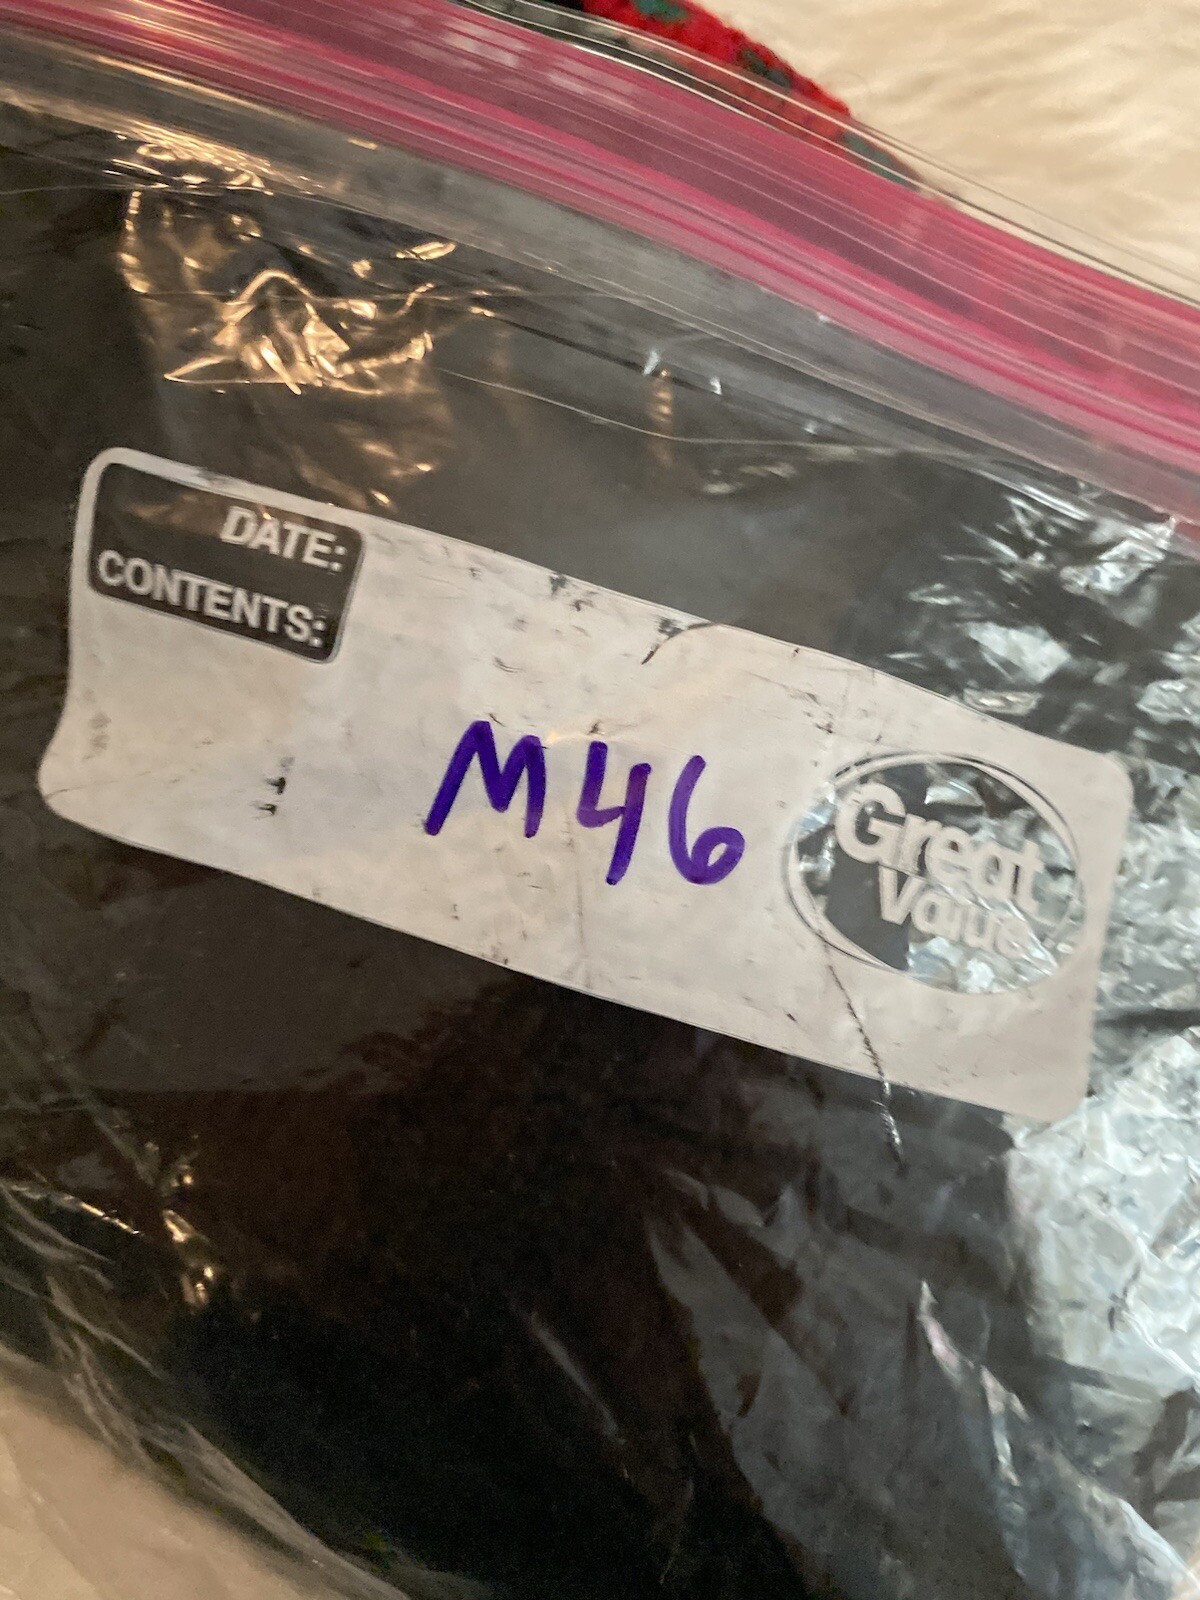 DATE:
CONTENTS:
M46
Great
Value